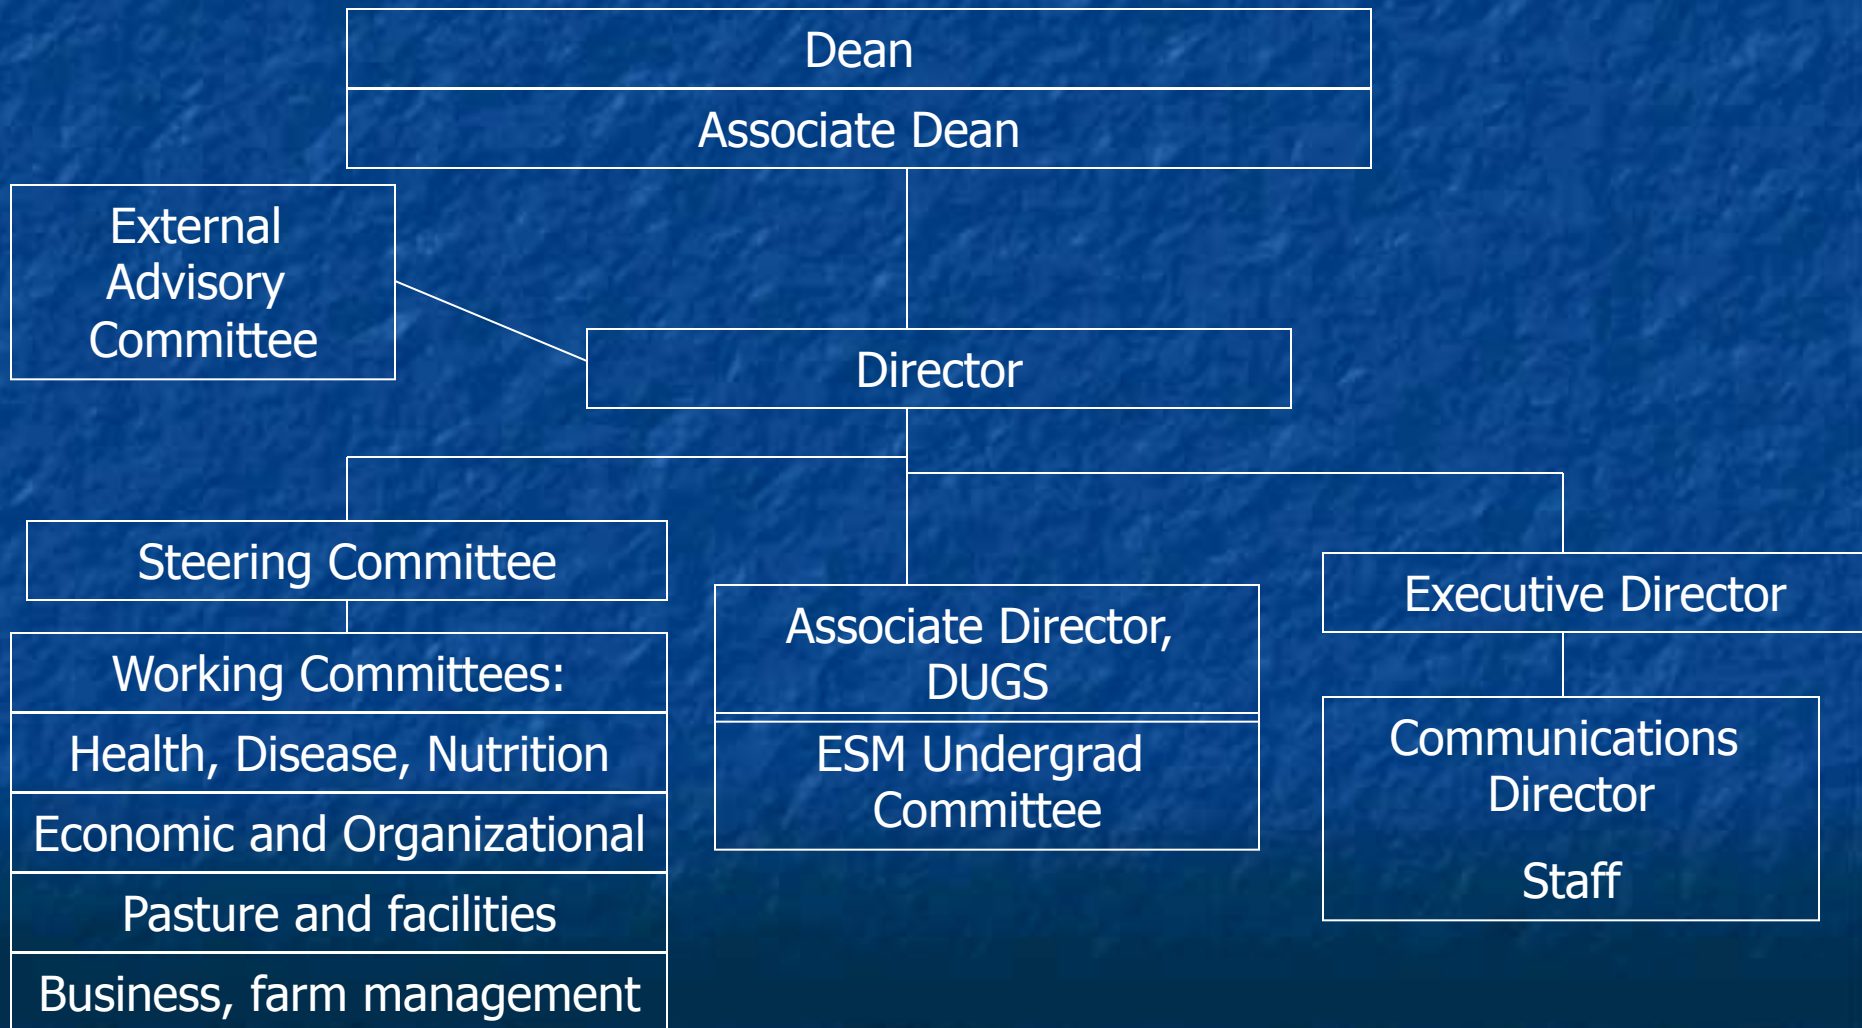 Dean
Associate Dean
External
Advisory
Committee
Director
Steering Committee
Working Committees:
Health, Disease, Nutrition
Economic and Organizational
Pasture and facilities
Business, farm management
Associate Director,
DUGS
ESM Undergrad
Committee
Executive Director
Communications
Director
Staff